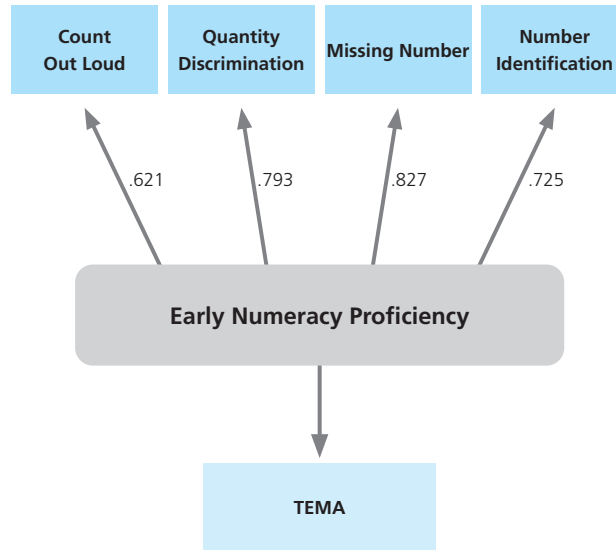 Count
Out Loud
Quantity
Discrimination
Missing Number
Number
Identification
.621
.793
.827
.725
Early Numeracy Proficiency
TEMA